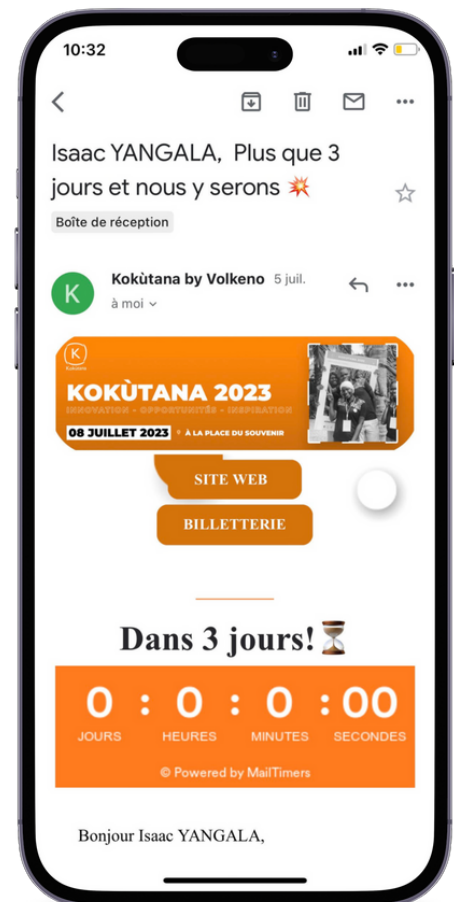 10:32
Isaac YANGALA, Plus que 3
jours et nous y serons 💥
Boîte de réception
K
Kokùtana by Volkeno 5 juil.
à moi
K
KOKÙTANA 2023
INNOVATION - OPPORTUNITÉS - INSPIRATION
08 JUILLET 2023 À LA PLACE DU SOUVENIR
SITE WEB
BILLETTERIE
Dans 3 jours!⏳
0 : 0 : 0 : 00
JOURS HEURES MINUTES SECONDES
© Powered by MailTimers
Bonjour Isaac YANGALA,